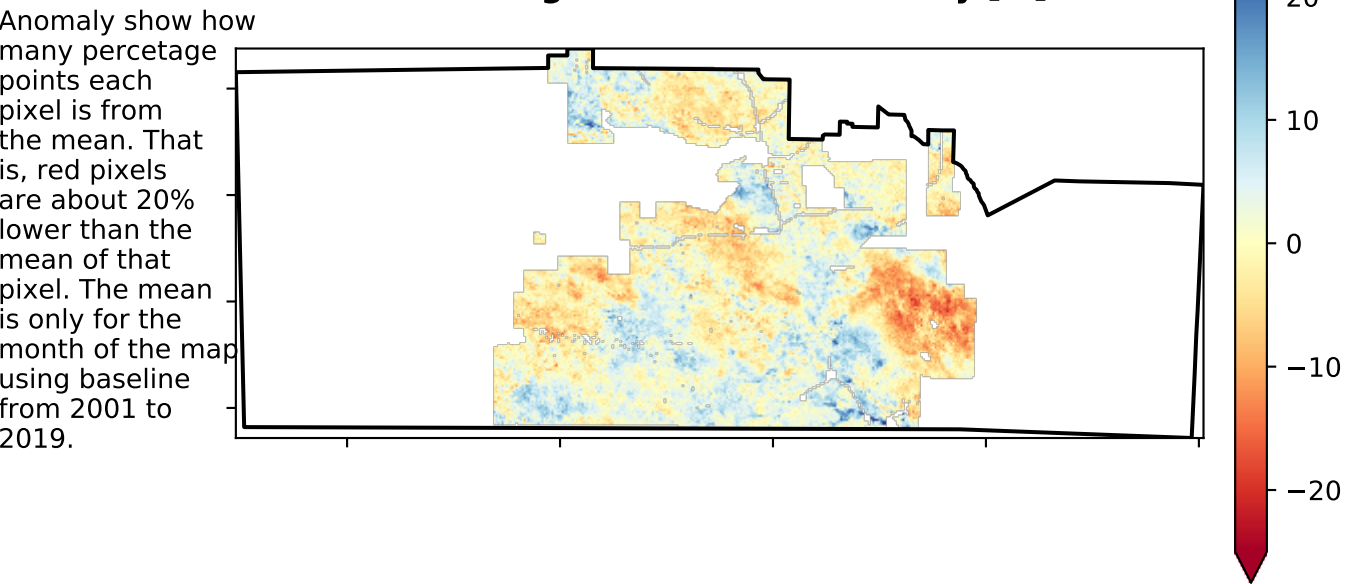 Anomaly show how
many percetage
points each
pixel is from
the mean. That
is, red pixels
are about 20%
lower than the
mean of that
pixel. The mean
is only for the
month of the map
using baseline
from 2001 to
2019.
20
10
0
−10
−20